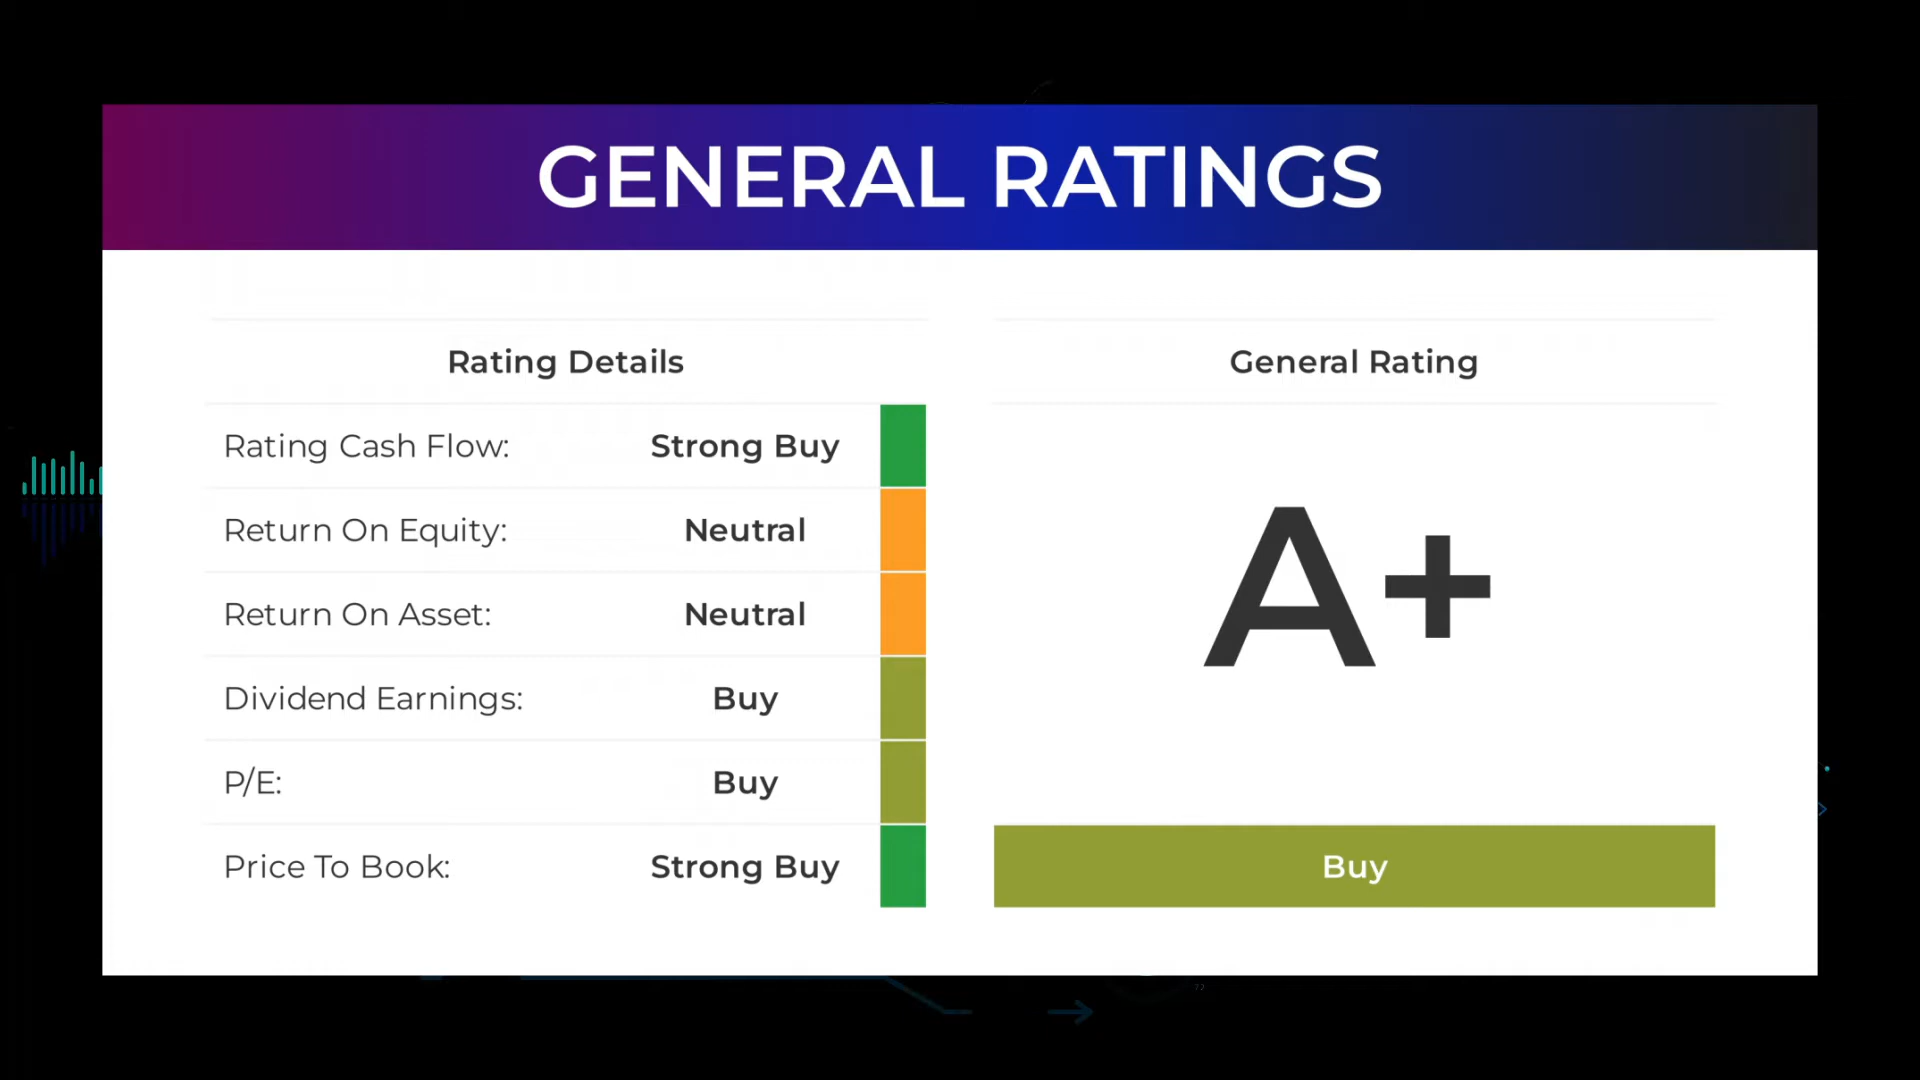 GENERAL RATINGS
Rating Details
Rating Cash Flow: Strong Buy
Return On Equity: Neutral
Return On Asset: Neutral
Dividend Earnings: Buy
P/E: Buy
Price To Book: Strong Buy
General Rating
A+
Buy